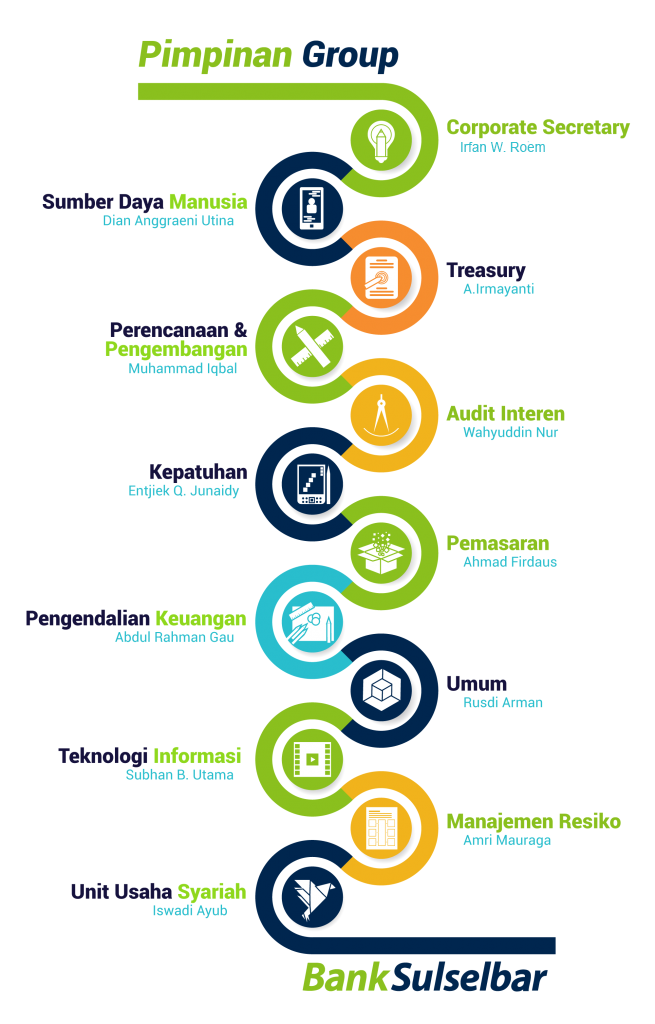 Pimpinan Group
Corporate Secretary
Irfan W. Roem
Sumber Daya Manusia
Dian Anggraeni Utina
Treasury
A.Irmayanti
Perencanaan &
Pengembangan
Muhammad Iqbal
Audit Interen
Wahyuddin Nur
Kepatuhan
Entjiek Q. Junaidy
Pemasaran
Ahmad Firdaus
Pengendalian Keuangan
Abdul Rahman Gau
Umum
Rusdi Arman
Teknologi Informasi
Subhan B. Utama
Manajemen Resiko
Amri Mauraga
Unit Usaha Syariah
Iswadi Ayub
Bank Sulselbar